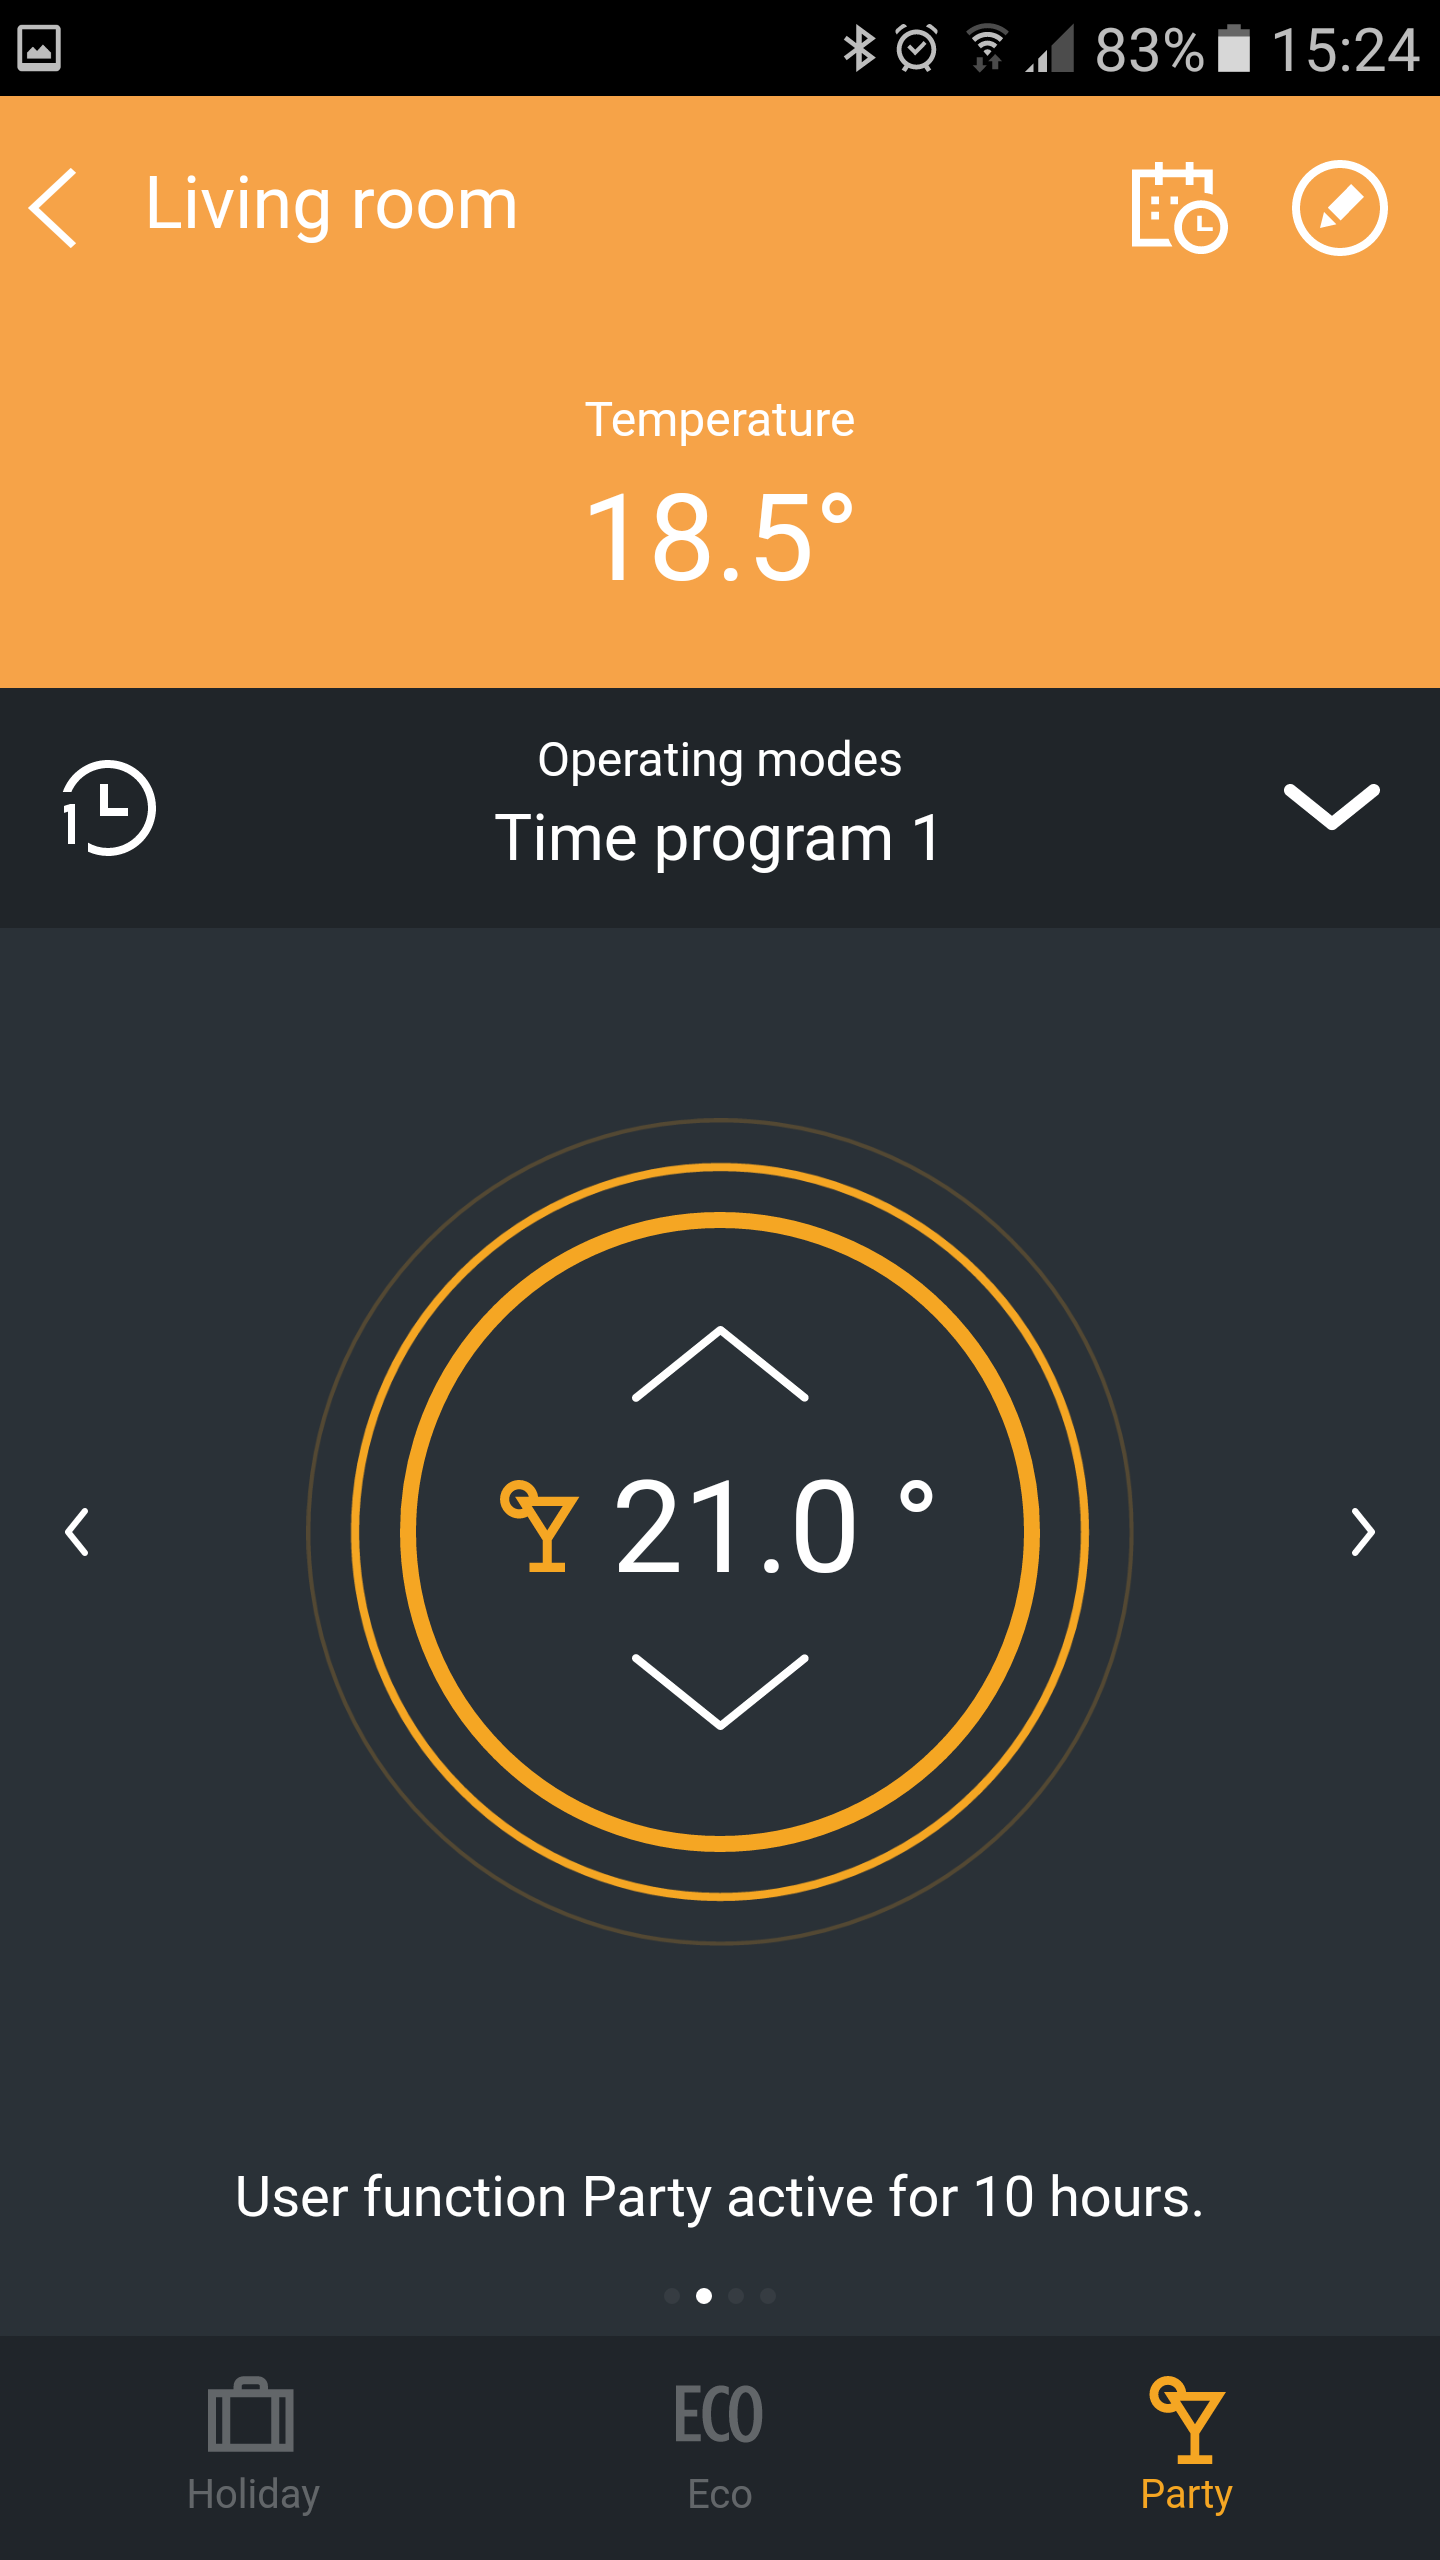 83% 15:24
Living room
Temperature
18.5°
Operating modes
Time program 1
1
21.0 °
User function Party active for 10 hours.
ECO
Holiday
Eco
Party